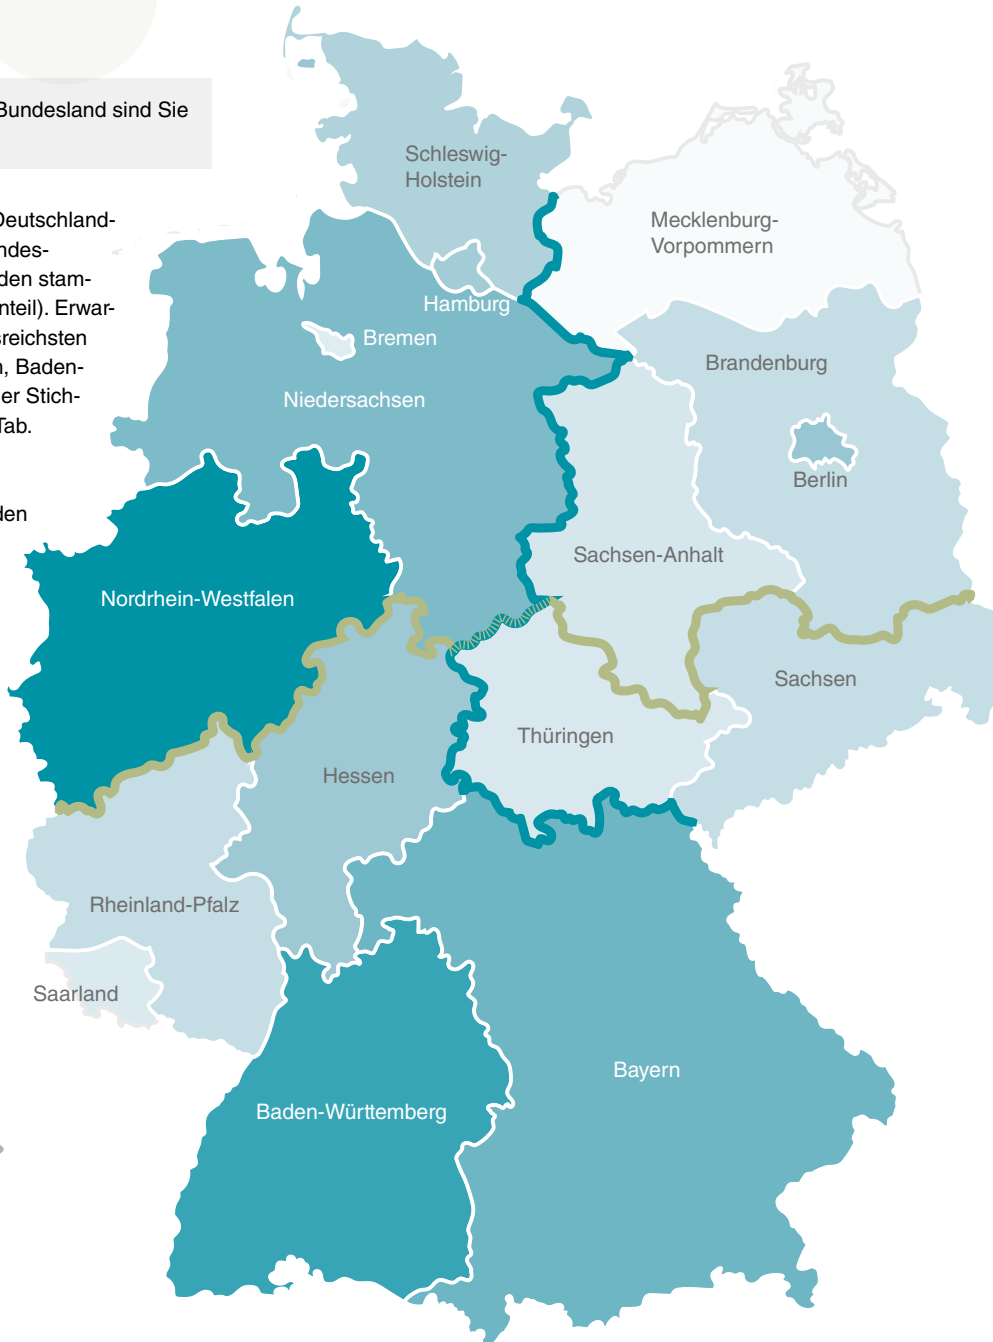 Bundesland sind Sie
Deutschland-
ndes-
den stam-
nteil). Erwar-
sreichsten
n, Baden-
er Stich-
Tab.
den
Schleswig-
Holstein
Mecklenburg-
Vorpommern
Hamburg
Bremen
Brandenburg
Niedersachsen
Berlin
Sachsen-Anhalt
Nordrhein-Westfalen
Sachsen
Thüringen
Hessen
Rheinland-Pfalz
Saarland
Bayern
Baden-Württemberg